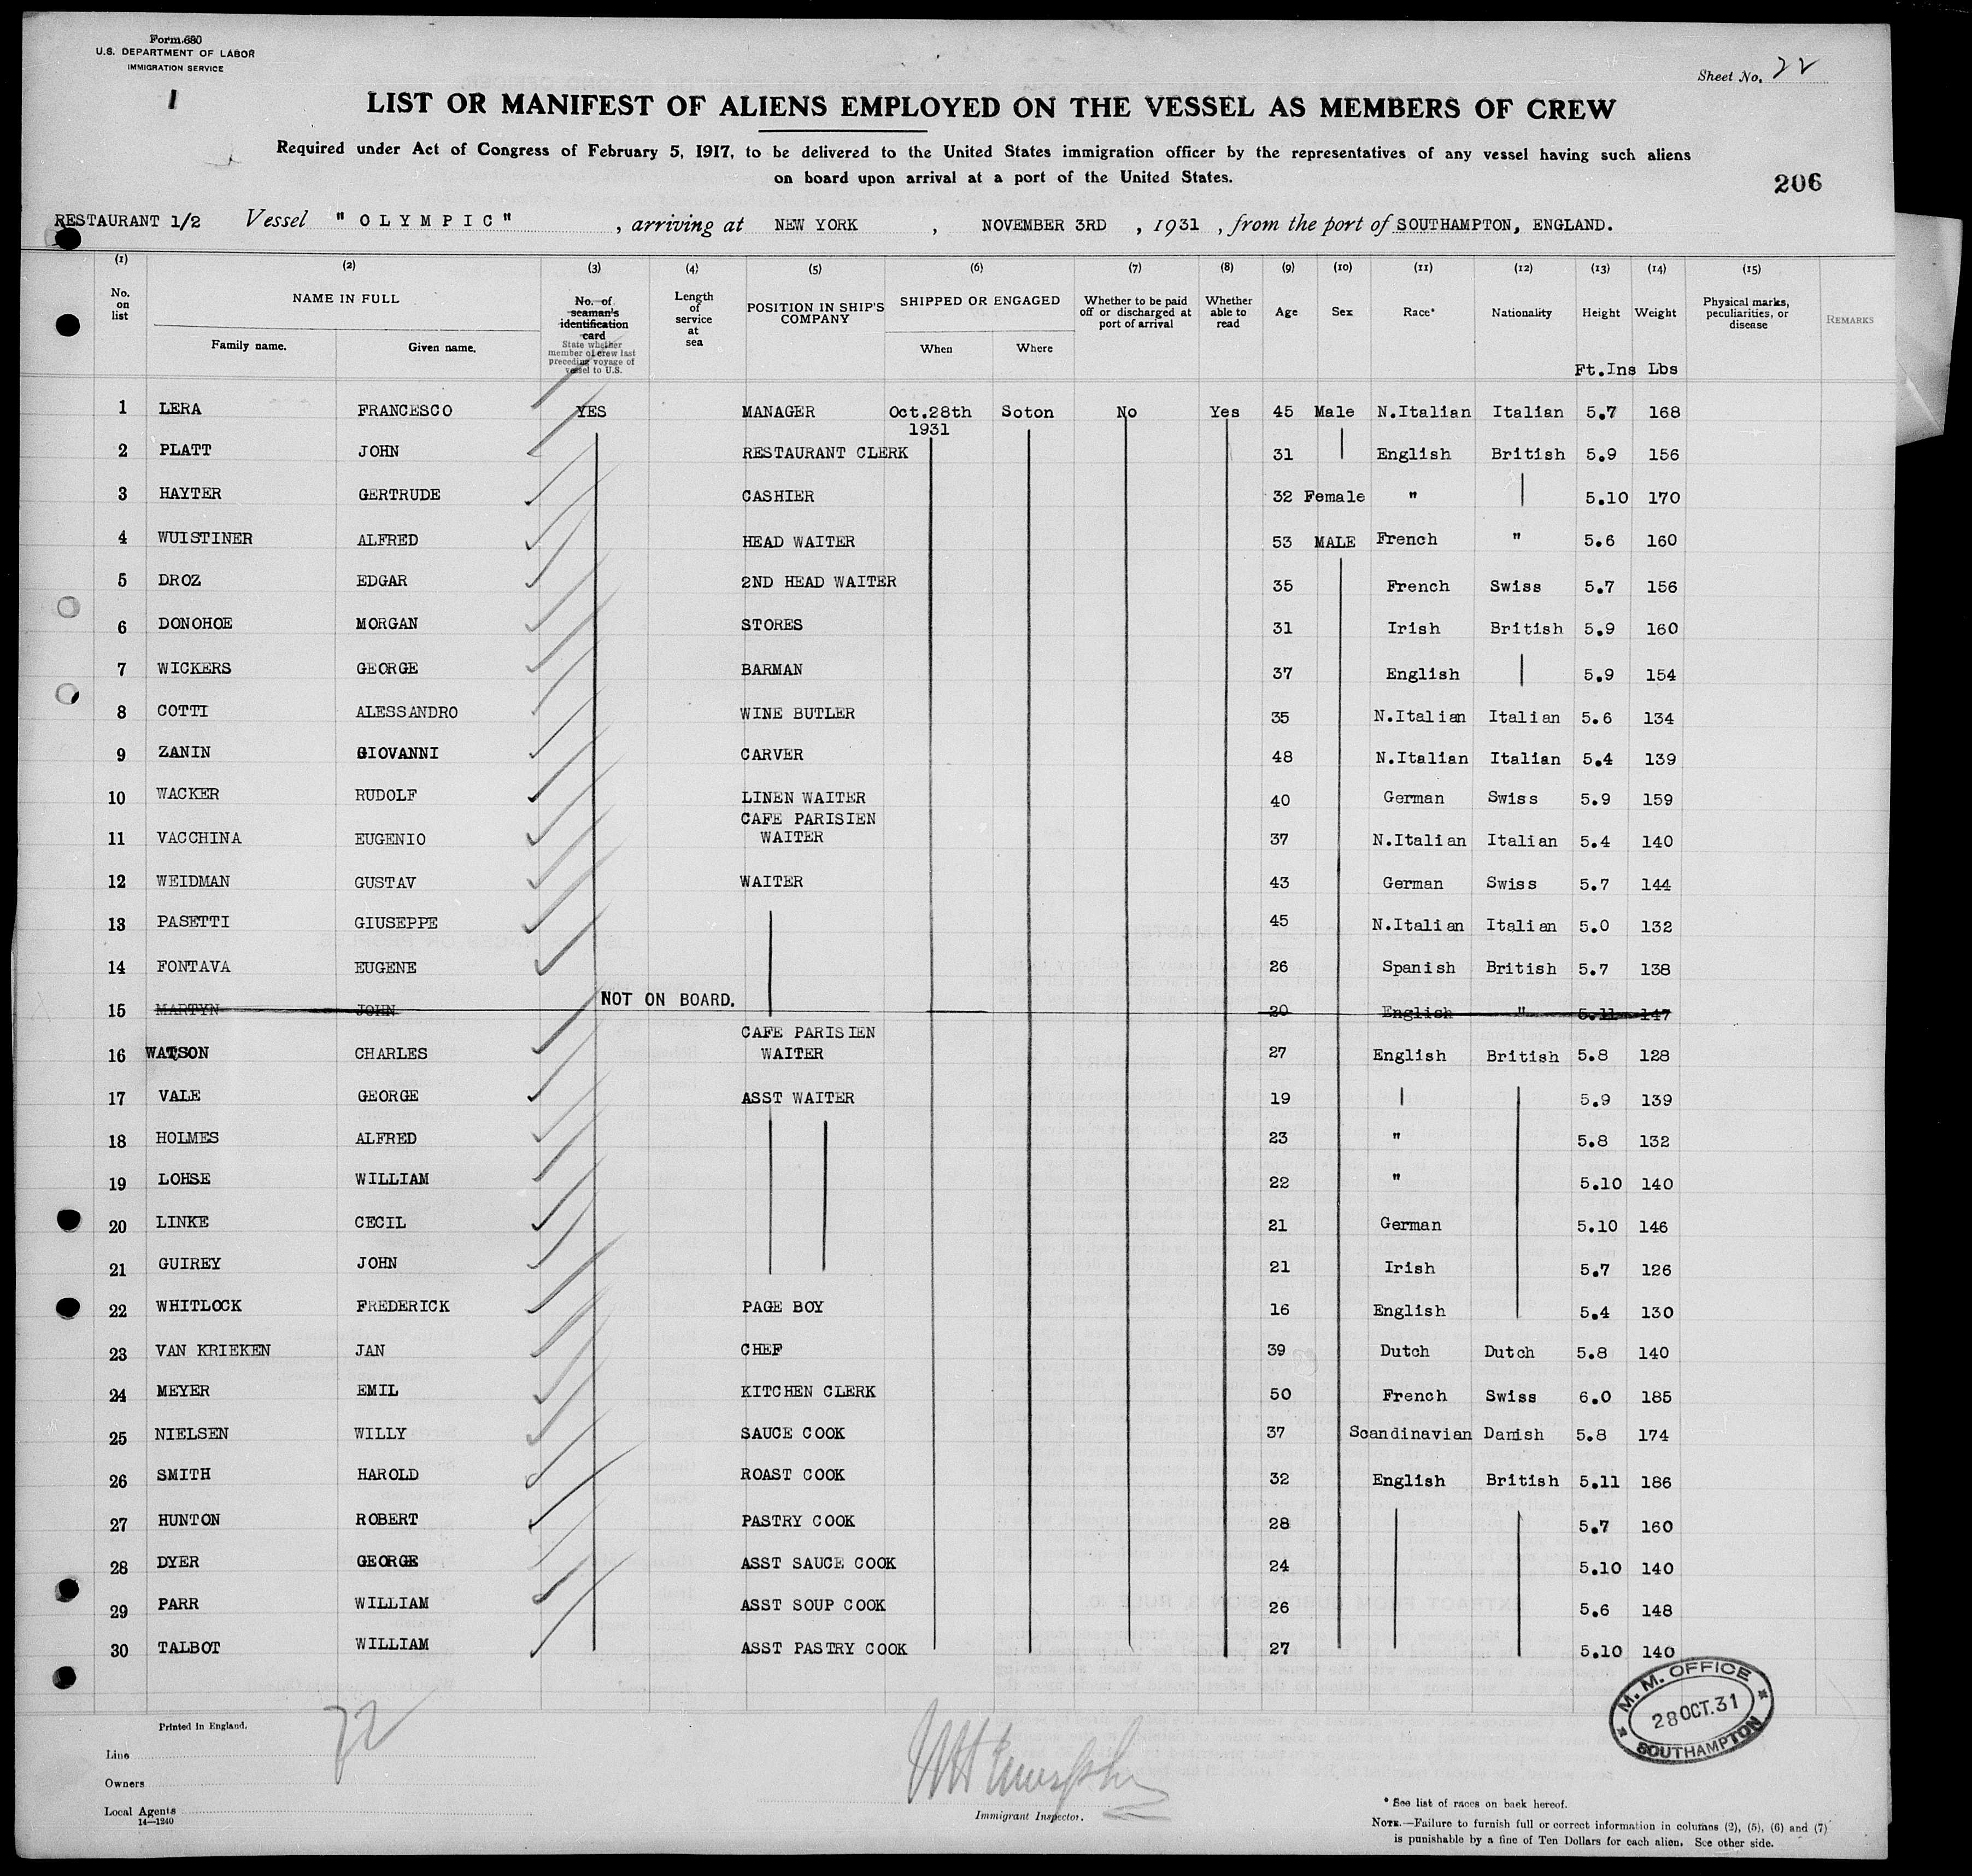 Form 680
U.S. DEPARTMENT OF LABOR
IMMIGRATION SERVICE
1
Sheet No. 22
LIST OR MANIFEST OF ALIENS EMPLOYED ON THE VESSEL AS MEMBERS OF CREW
Required under Act of Congress of February 5, 1917, to be delivered to the United States immigration officer by the representatives of any vessel having such aliens
on board upon arrival at a port of the United States.
206
RESTAURANT 1/2 Vessel "OLYMPIC", arriving at NEW YORK, NOVEMBER 3RD, 1931, from the port of SOUTHAMPTON, ENGLAND.
(1) (2) (3) (4) (5) (6) (7) (8) (9) (10) (11) (12) (13) (14) (15)
No. on list NAME IN FULL Family name. Given name. No. of seaman's identification card State whether member of crew last preceding voyage of vessel to U.S. Length of service at sea POSITION IN SHIP'S COMPANY SHIPPED OR ENGAGED When Where Whether to be paid off or discharged at port of arrival Whether able to read Age Sex Race* Nationality Height Weight Physical marks, peculiarities, or disease REMARKS
Ft.Ins Lbs
1 LERA FRANCESCO YES MANAGER Oct.28th 1931 Soton No Yes 45 Male N.Italian Italian 5.7 168
2 PLATT JOHN RESTAURANT CLERK 31 English British 5.9 156
3 HAYTER GERTRUDE CASHIER 32 Female " 5.10 170
4 WUISTINER ALFRED HEAD WAITER 53 MALE French " 5.6 160
5 DROZ EDGAR 2ND HEAD WAITER 35 French Swiss 5.7 156
6 DONOHOE MORGAN STORES 31 Irish British 5.9 160
7 WICKERS GEORGE BARMAN 37 English 5.9 154
8 COTTI ALESSANDRO WINE BUTLER 35 N.Italian Italian 5.6 134
9 ZANIN GIOVANNI CARVER 48 N.Italian Italian 5.4 139
10 WACKER RUDOLF LINEN WAITER 40 German Swiss 5.9 159
11 VACCHINA EUGENIO CAFE PARISIEN WAITER 37 N.Italian Italian 5.4 140
12 WEIDMAN GUSTAV WAITER 43 German Swiss 5.7 144
13 PASETTI GIUSEPPE 45 N.Italian Italian 5.0 132
14 FONTAVA EUGENE 26 Spanish British 5.7 138
15 MARTYN JOHN NOT ON BOARD. 20 English " 5.11 147
16 WATSON CHARLES CAFE PARISIEN WAITER 27 English British 5.8 128
17 VALE GEORGE ASST WAITER 19 5.9 139
18 HOLMES ALFRED 23 " 5.8 132
19 LOHSE WILLIAM 22 " 5.10 140
20 LINKE CECIL 21 German 5.10 146
21 GUIREY JOHN 21 Irish 5.7 126
22 WHITLOCK FREDERICK PAGE BOY 16 English 5.4 130
23 VAN KRIEKEN JAN CHEF 39 Dutch Dutch 5.8 140
24 MEYER EMIL KITCHEN CLERK 50 French Swiss 6.0 185
25 NIELSEN WILLY SAUCE COOK 37 Scandinavian Danish 5.8 174
26 SMITH HAROLD ROAST COOK 32 English British 5.11 186
27 HUNTON ROBERT PASTRY COOK 28 5.7 160
28 DYER GEORGE ASST SAUCE COOK 24 5.10 140
29 PARR WILLIAM ASST SOUP COOK 26 5.6 148
30 TALBOT WILLIAM ASST PASTRY COOK 27 5.10 140
M. M. OFFICE
28 OCT. 31
SOUTHAMPTON
Printed in England.
Line
Owners
Local Agents
14—1240
Immigrant Inspector.
* See list of races on back hereof.
NOTE.—Failure to furnish full or correct information in columns (2), (5), (6) and (7)
is punishable by a fine of Ten Dollars for each alien. See other side.